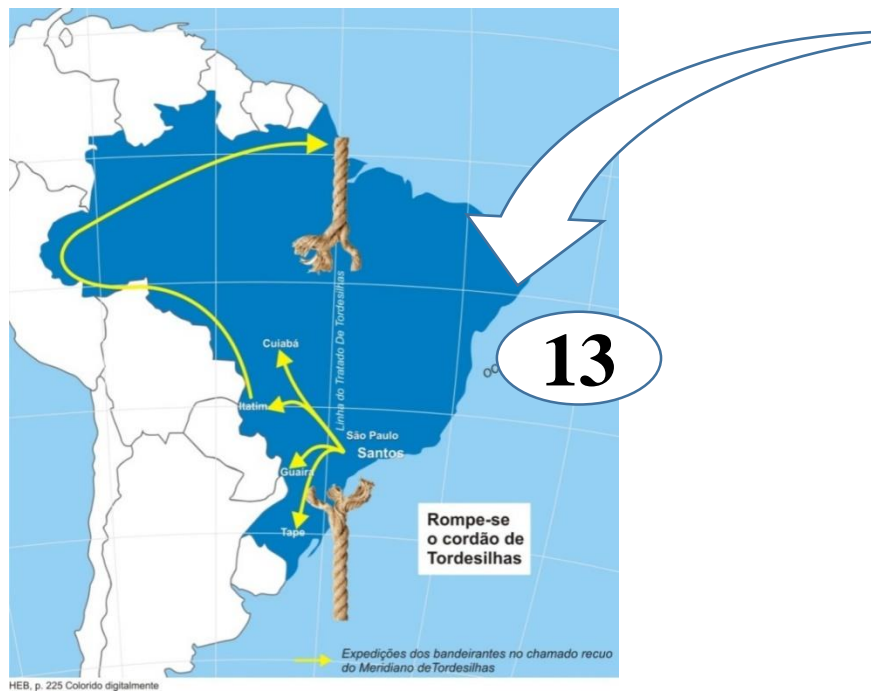 Linha do Tratado De Tordesilhas
Cuiabá
13
Itatim
São Paulo
Santos
Guaira
Tape
Rompe-se
o cordão de
Tordesilhas
Expedições dos bandeirantes no chamado recuo
do Meridiano deTordesilhas
HEB, p. 225 Colorido digitalmente